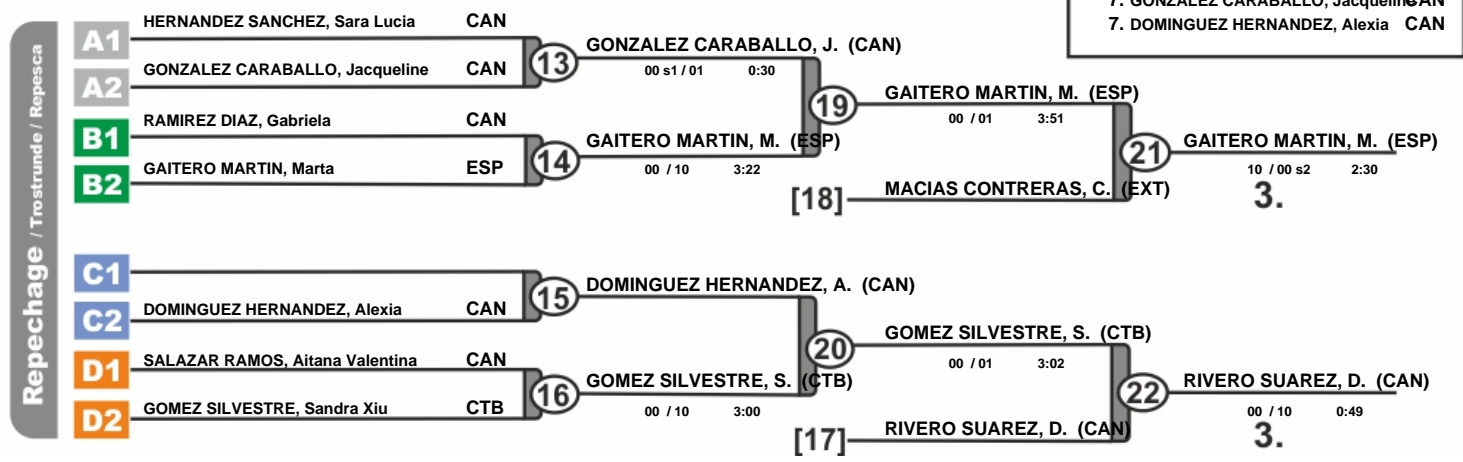 7. GONZALEZ CARABALLO, Jacqueline CAN
7. DOMINGUEZ HERNANDEZ, Alexia CAN
Repechage / Trostrunde / Repesca
A1 HERNANDEZ SANCHEZ, Sara Lucia CAN
A2 GONZALEZ CARABALLO, Jacqueline CAN
13 GONZALEZ CARABALLO, J. (CAN)
00 s1 / 01 0:30
B1 RAMIREZ DIAZ, Gabriela CAN
B2 GAITERO MARTIN, Marta ESP
14 GAITERO MARTIN, M. (ESP)
00 / 10 3:22
19 GAITERO MARTIN, M. (ESP)
00 / 01 3:51
[18] MACIAS CONTRERAS, C. (EXT)
21 GAITERO MARTIN, M. (ESP)
10 / 00 s2 2:30
3.
C1
C2 DOMINGUEZ HERNANDEZ, Alexia CAN
15 DOMINGUEZ HERNANDEZ, A. (CAN)
D1 SALAZAR RAMOS, Aitana Valentina CAN
D2 GOMEZ SILVESTRE, Sandra Xiu CTB
16 GOMEZ SILVESTRE, S. (CTB)
00 / 10 3:00
20 GOMEZ SILVESTRE, S. (CTB)
00 / 01 3:02
[17] RIVERO SUAREZ, D. (CAN)
22 RIVERO SUAREZ, D. (CAN)
00 / 10 0:49
3.